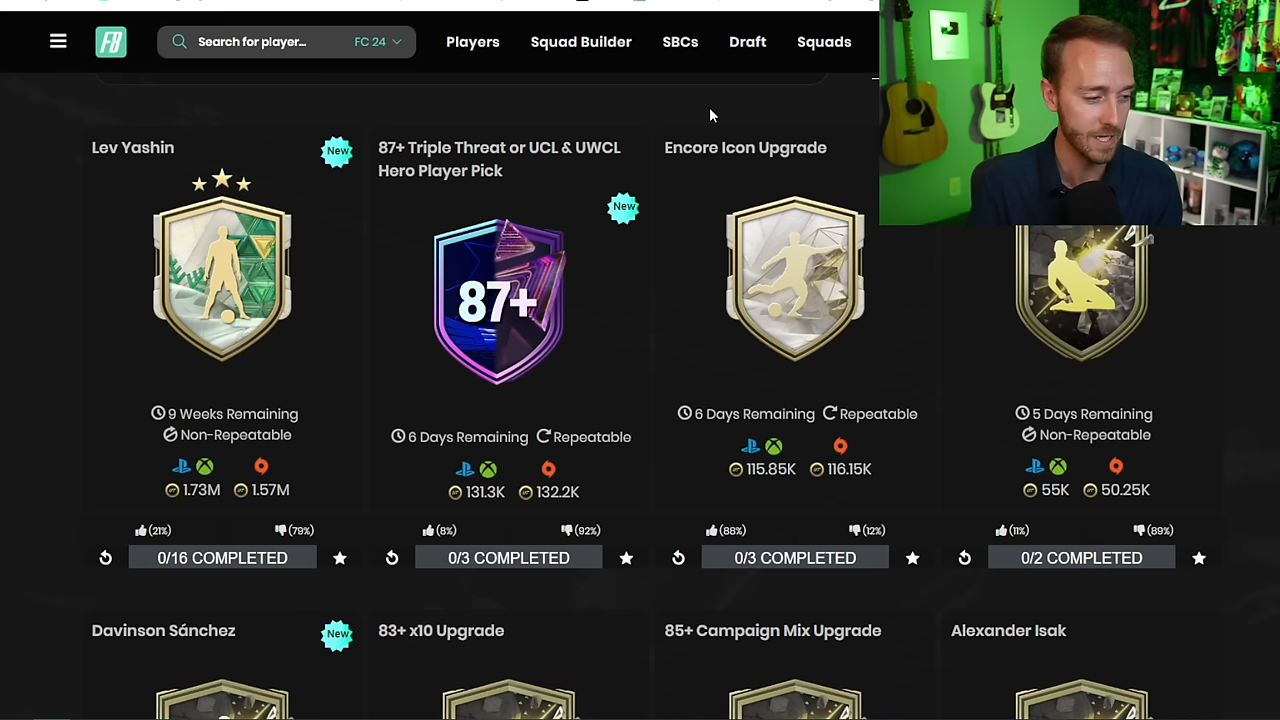 FB
Search for player...
FC 24
Players
Squad Builder
SBCs
Draft
Squads
Lev Yashin
New
9 Weeks Remaining
Non-Repeatable
1.73M
1.57M
(21%)
(79%)
0/16 COMPLETED
87+ Triple Threat or UCL & UWCL
Hero Player Pick
New
87+
6 Days Remaining
Repeatable
131.3K
132.2K
(8%)
(92%)
0/3 COMPLETED
Encore Icon Upgrade
6 Days Remaining
Repeatable
115.85K
116.15K
(88%)
(12%)
0/3 COMPLETED
5 Days Remaining
Non-Repeatable
55K
50.25K
(11%)
(89%)
0/2 COMPLETED
Davinson Sánchez
New
83+ x10 Upgrade
85+ Campaign Mix Upgrade
Alexander Isak